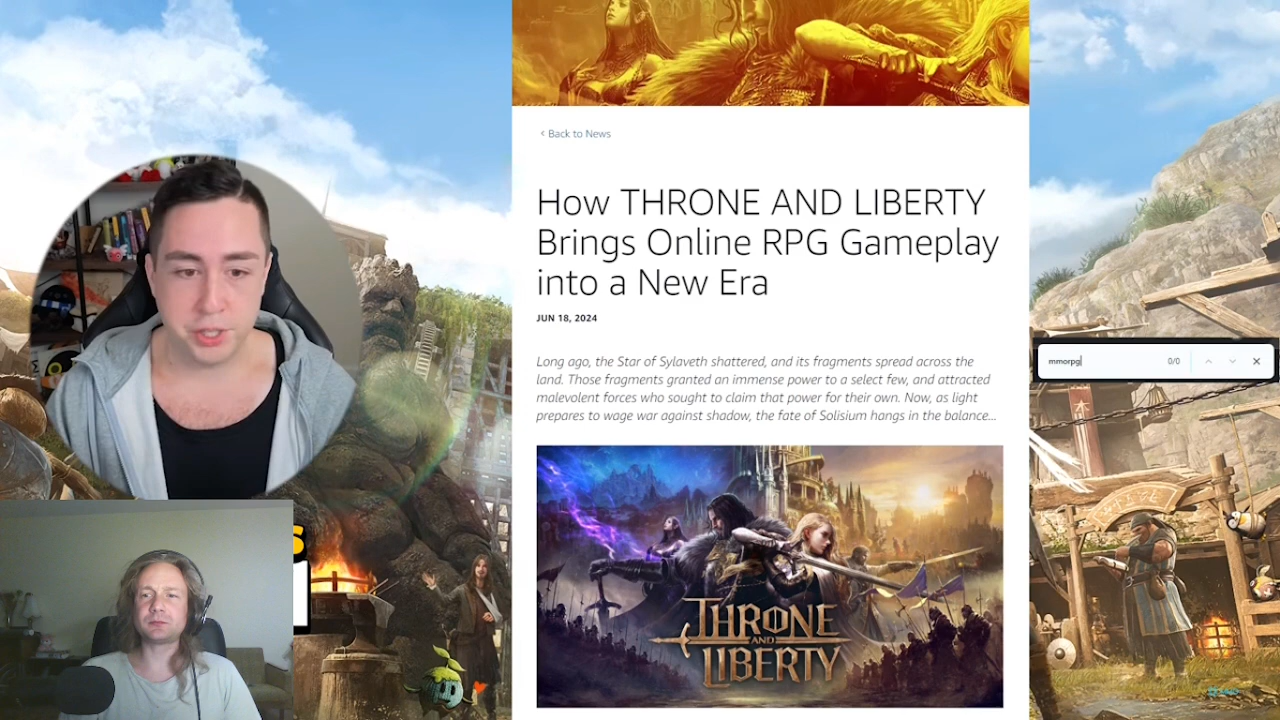 < Back to News
How THRONE AND LIBERTY
Brings Online RPG Gameplay
into a New Era
JUN 18, 2024
Long ago, the Star of Sylaveth shattered, and its fragments spread across the
land. Those fragments granted an immense power to a select few, and attracted
malevolent forces who sought to claim that power for their own. Now, as light
prepares to wage war against shadow, the fate of Solisium hangs in the balance...
mmorpg 0/0
THRONE
AND
LIBERTY